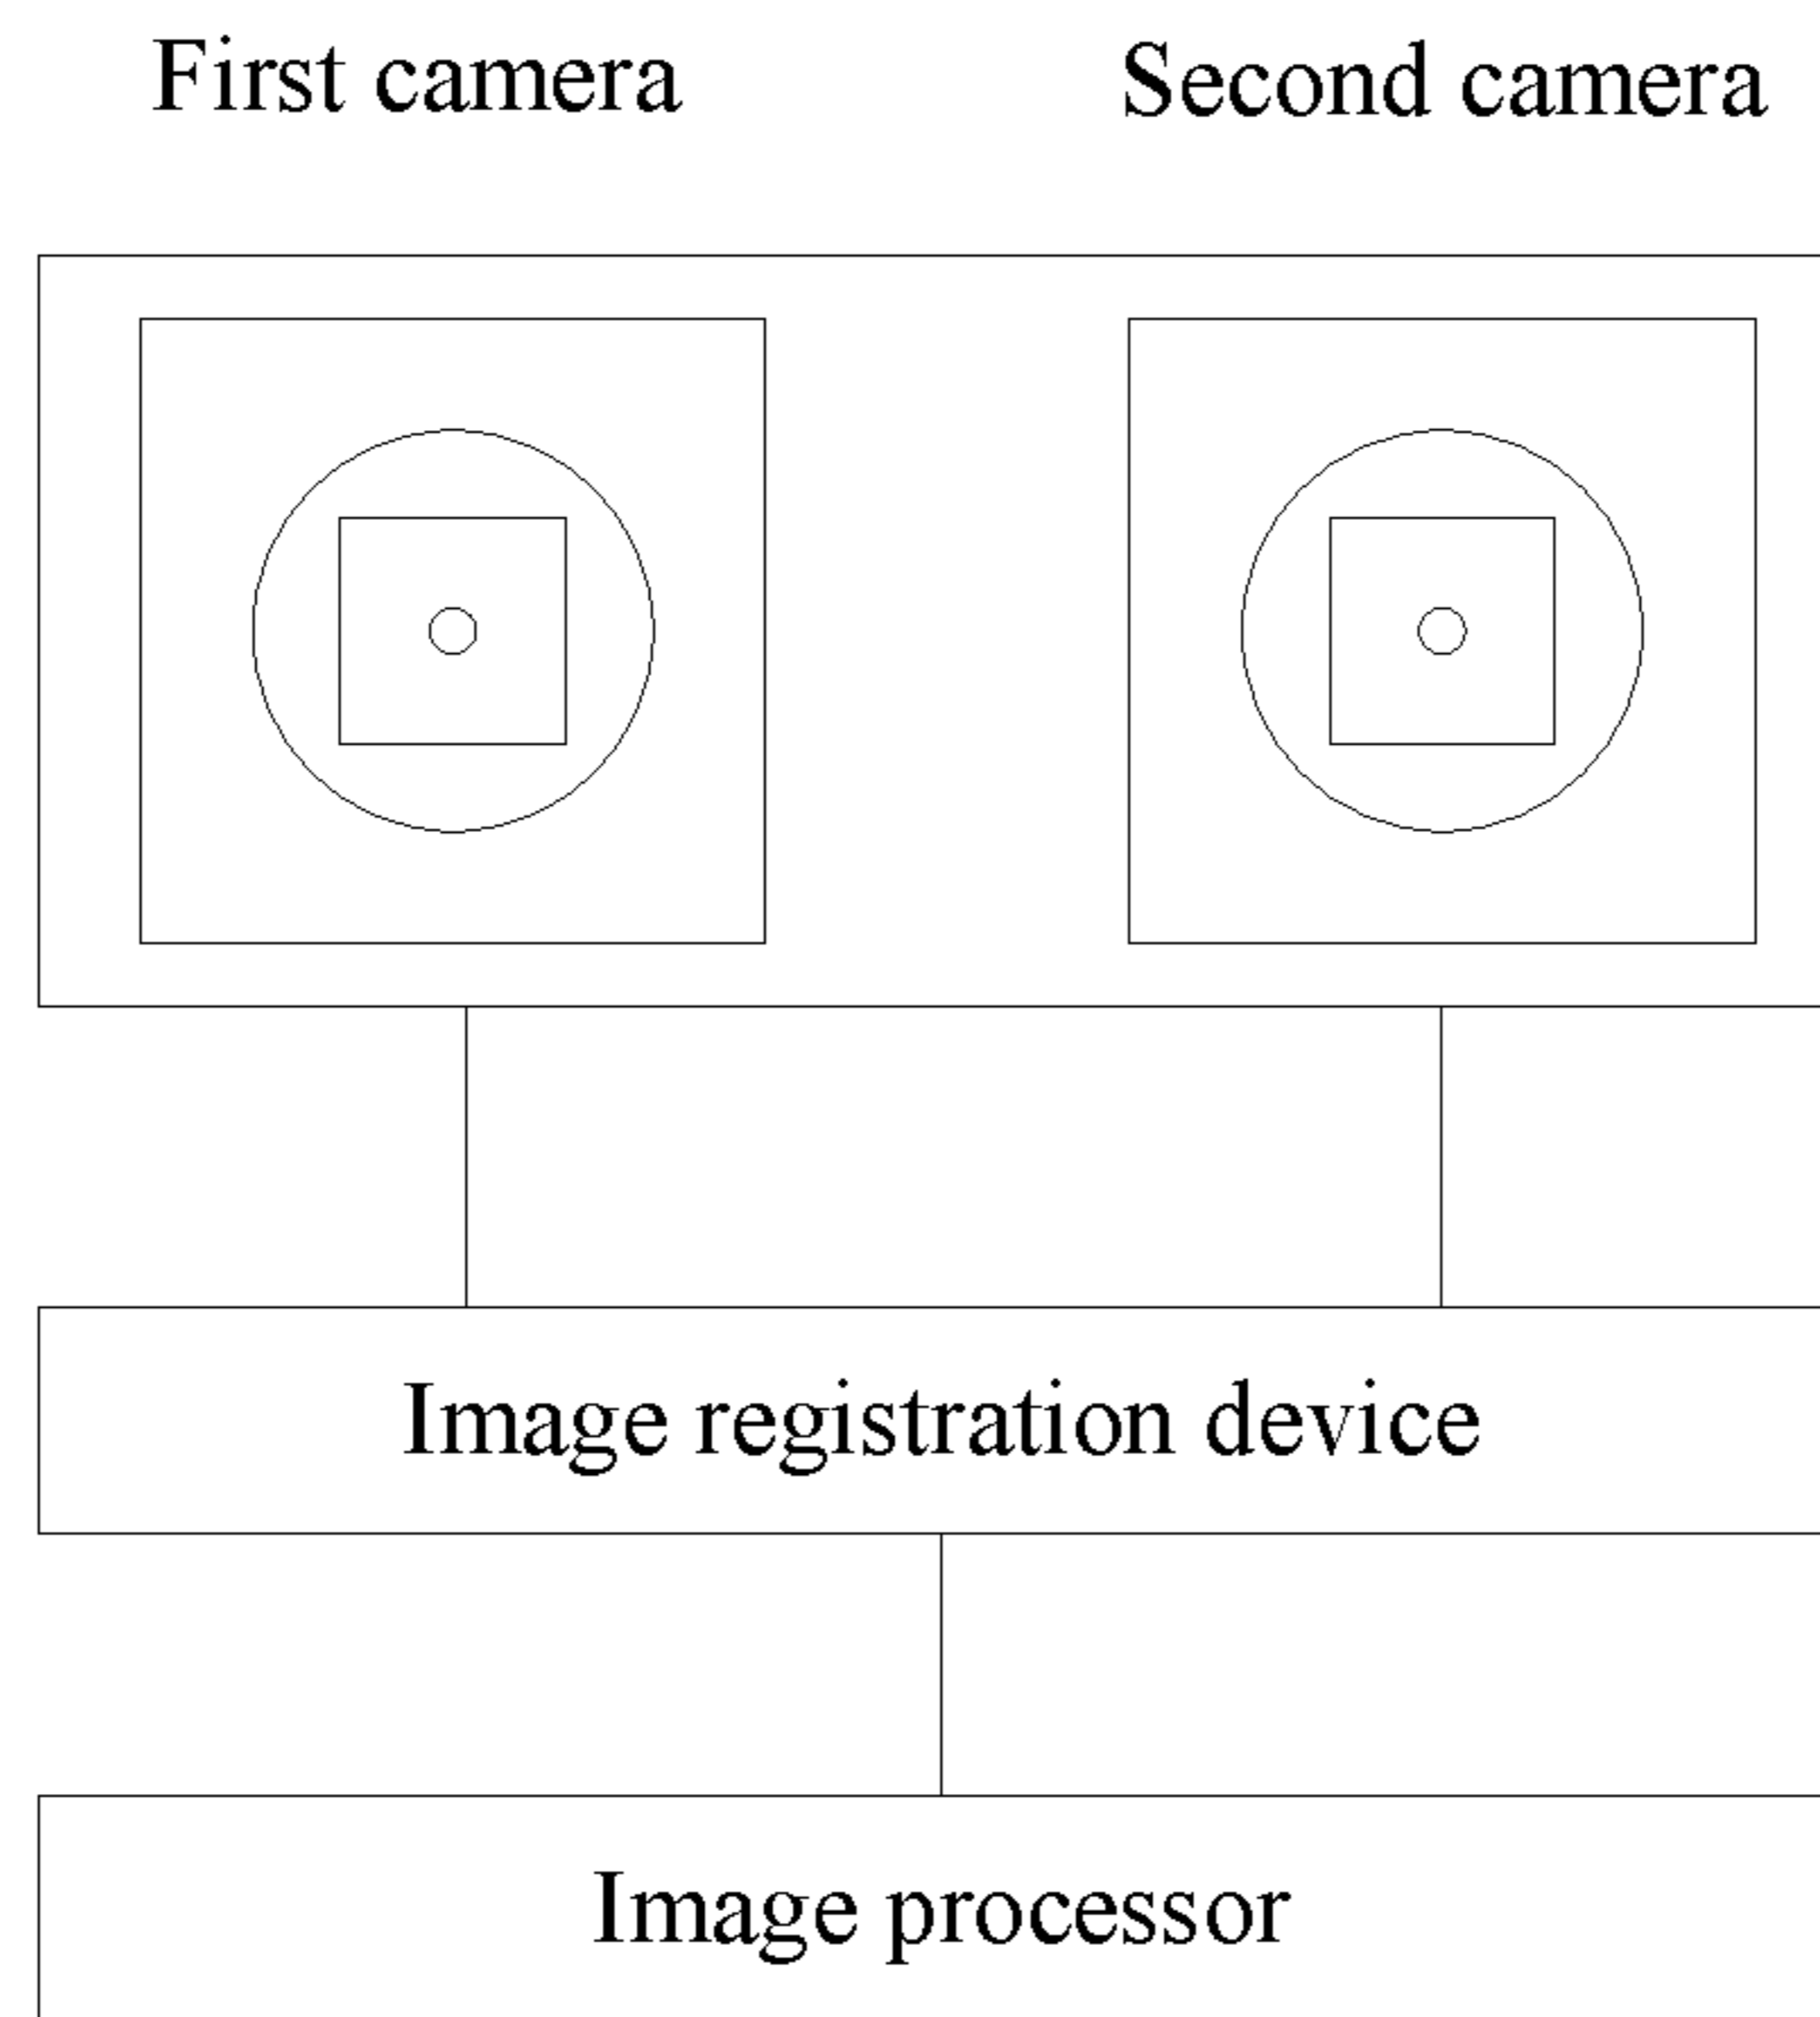 First camera
Second camera
Image registration device
Image processor